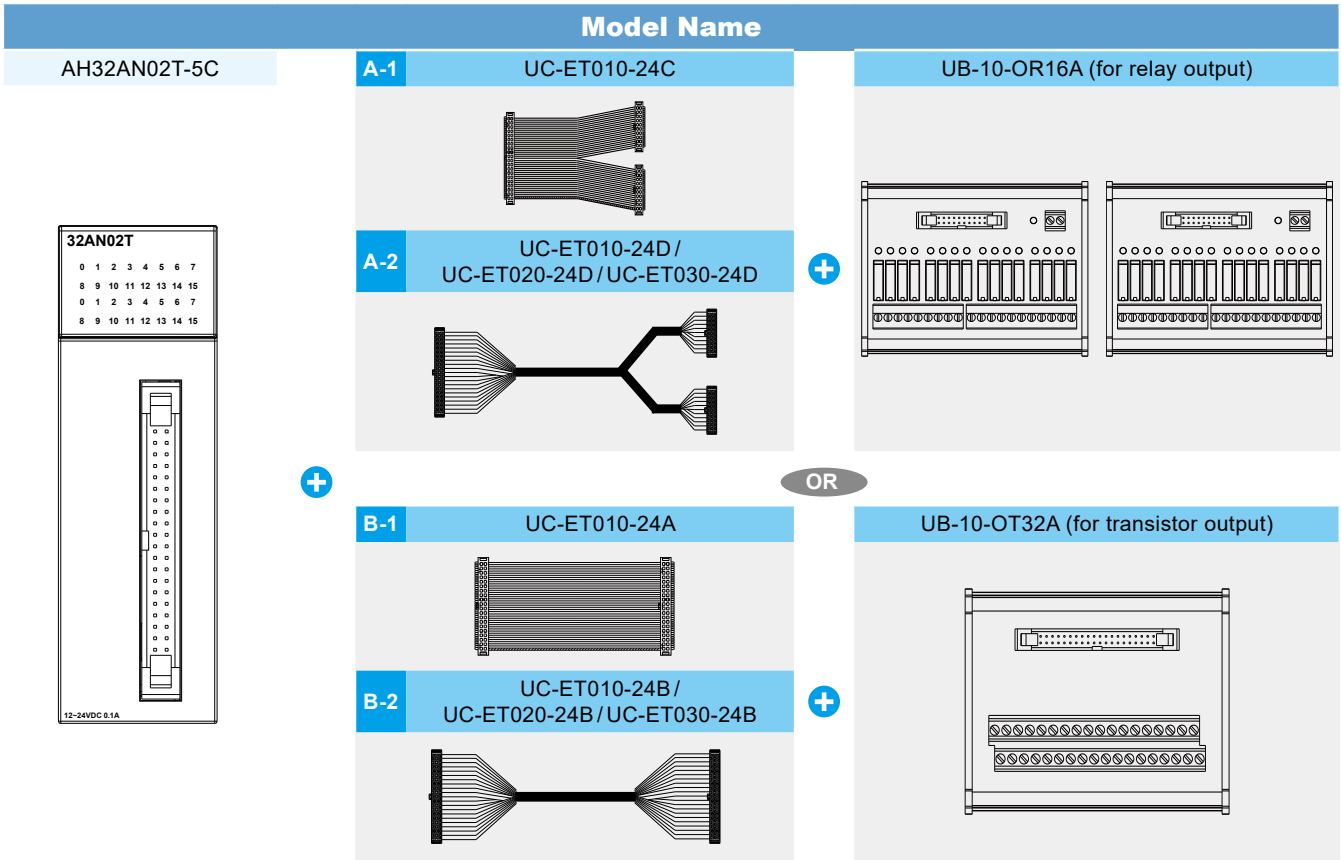 Model Name
AH32AN02T-5C
32AN02T
0 1 2 3 4 5 6 7
8 9 10 11 12 13 14 15
0 1 2 3 4 5 6 7
8 9 10 11 12 13 14 15
12~24VDC 0.1A
A-1 UC-ET010-24C
A-2 UC-ET010-24D /
UC-ET020-24D / UC-ET030-24D
UB-10-OR16A (for relay output)
OR
B-1 UC-ET010-24A
B-2 UC-ET010-24B /
UC-ET020-24B / UC-ET030-24B
UB-10-OT32A (for transistor output)